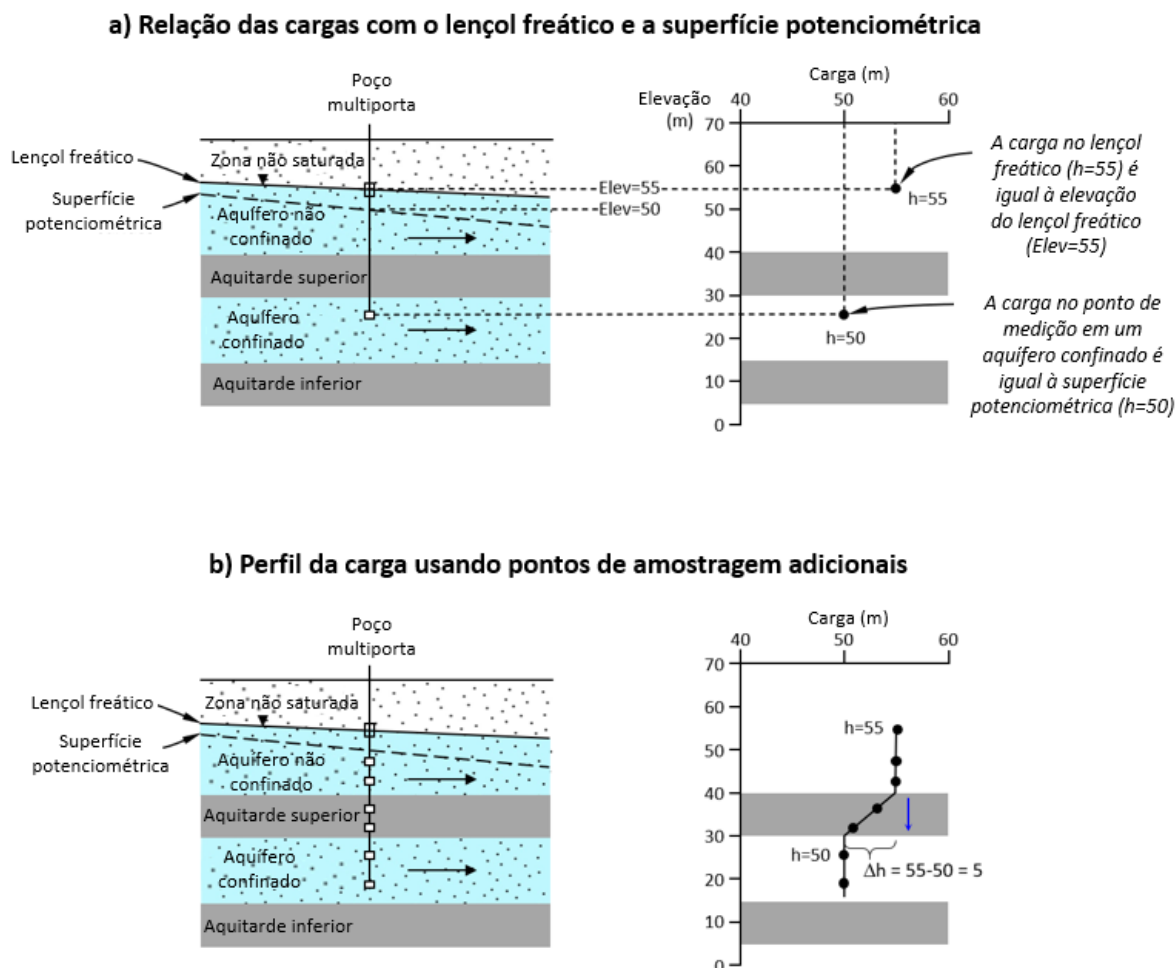 a) Relação das cargas com o lençol freático e a superfície potenciométrica
Poço
multiporta
Lençol freático
Zona não saturada
Superfície
potenciométrica
Aquífero não
confinado
Aquitarde superior
Aquífero
confinado
Aquitarde inferior
Elev=55
Elev=50
Carga (m)
Elevação
(m)
40
50
60
70
60
50
40
30
20
10
0
h=55
h=50
A carga no lençol
freático (h=55) é
igual à elevação
do lençol freático
(Elev=55)
A carga no ponto de
medição em um
aquífero confinado é
igual à superfície
potenciométrica (h=50)
b) Perfil da carga usando pontos de amostragem adicionais
Poço
multiporta
Lençol freático
Zona não saturada
Superfície
potenciométrica
Aquífero não
confinado
Aquitarde superior
Aquífero
confinado
Aquitarde inferior
Carga (m)
40
50
60
70
60
50
40
30
20
10
0
h=55
h=50
Δh = 55-50 = 5